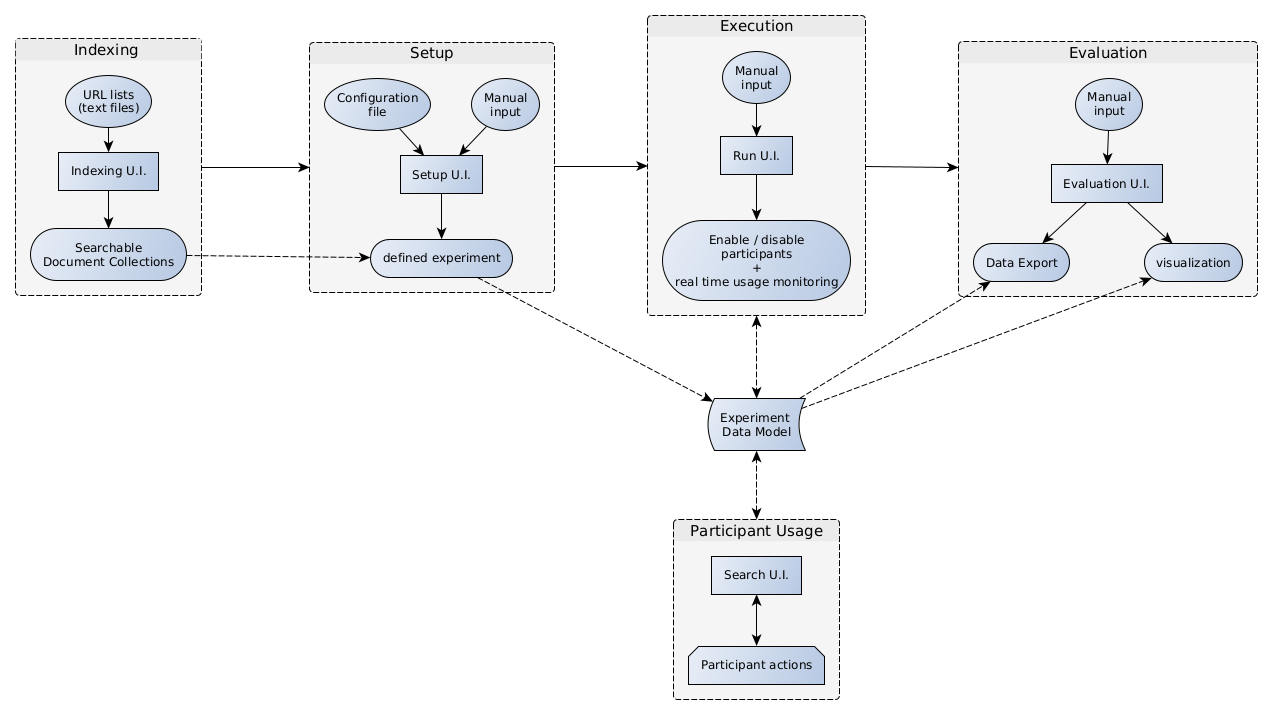 Indexing
URL lists
(text files)
Indexing U.I.
Searchable
Document Collections
Setup
Configuration
file
Manual
input
Setup U.I.
defined experiment
Execution
Manual
input
Run U.I.
Enable / disable
participants
+
real time usage monitoring
Evaluation
Manual
input
Evaluation U.I.
Data Export
visualization
Experiment
Data Model
Participant Usage
Search U.I.
Participant actions